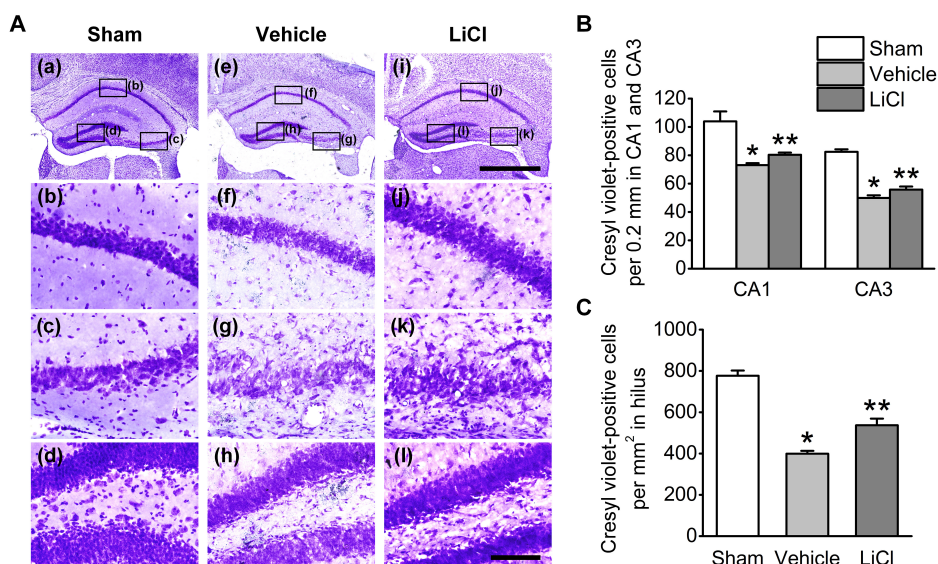 A
Sham
Vehicle
LiCl
(a)
(b)
(d)
(c)
(e)
(f)
(h)
(g)
(i)
(j)
(l)
(k)
(b)
(f)
(j)
(c)
(g)
(k)
(d)
(h)
(l)
B
Sham
Vehicle
LiCl
Cresyl violet-positive cells
per 0.2 mm in CA1 and CA3
120
100
80
60
40
20
0
*
**
*
**
CA1
CA3
C
Cresyl violet-positive cells
per mm² in hilus
1000
800
600
400
200
0
*
**
Sham
Vehicle
LiCl